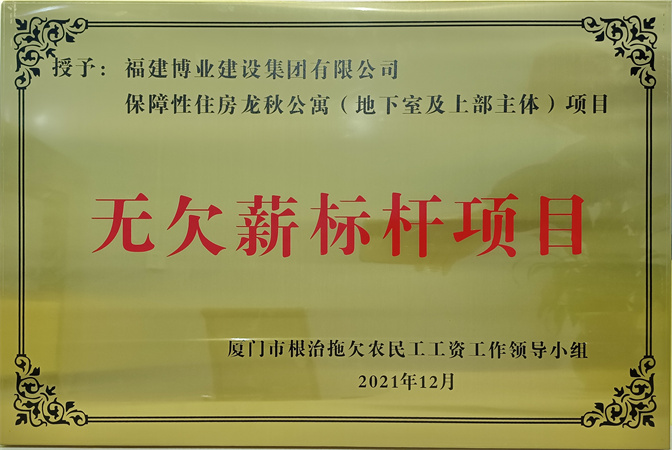 授予：福建博业建设集团有限公司
保障性住房龙秋公寓（地下室及上部主体）项目
无欠薪标杆项目
厦门市根治拖欠农民工工资工作领导小组
2021年12月